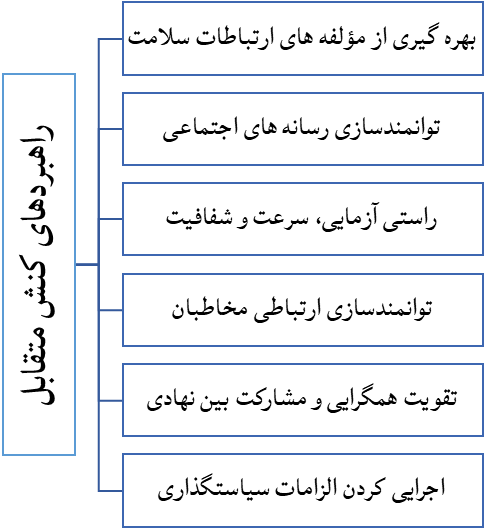 راهبردهای کنش متقابل
بهره گیری از مؤلفه های ارتباطات سلامت
توانمندسازی رسانه های اجتماعی
راستی آزمایی، سرعت و شفافیت
توانمندسازی ارتباطی مخاطبان
تقویت همگرایی و مشارکت بین نهادی
اجرایی کردن الزامات سیاستگذاری